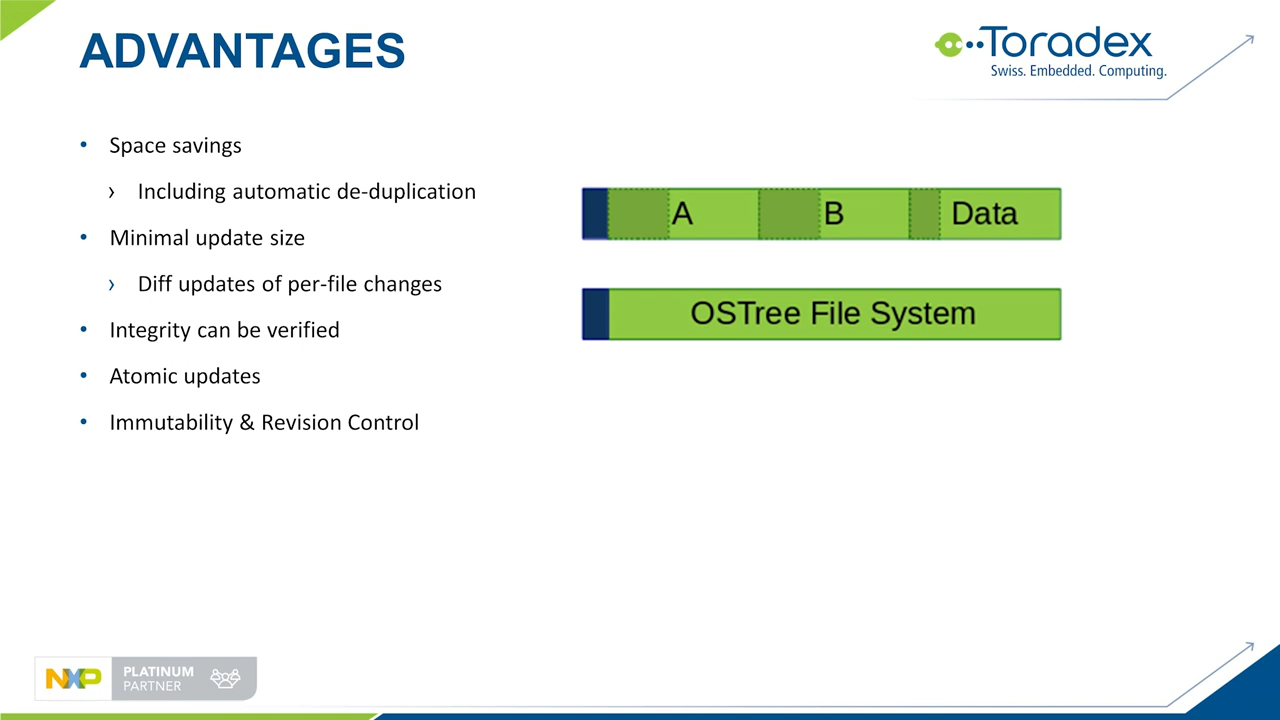 ADVANTAGES
Toradex
Swiss. Embedded. Computing.
• Space savings
› Including automatic de-duplication
• Minimal update size
› Diff updates of per-file changes
• Integrity can be verified
• Atomic updates
• Immutability & Revision Control
A B Data
OSTree File System
NXP
PLATINUM
PARTNER